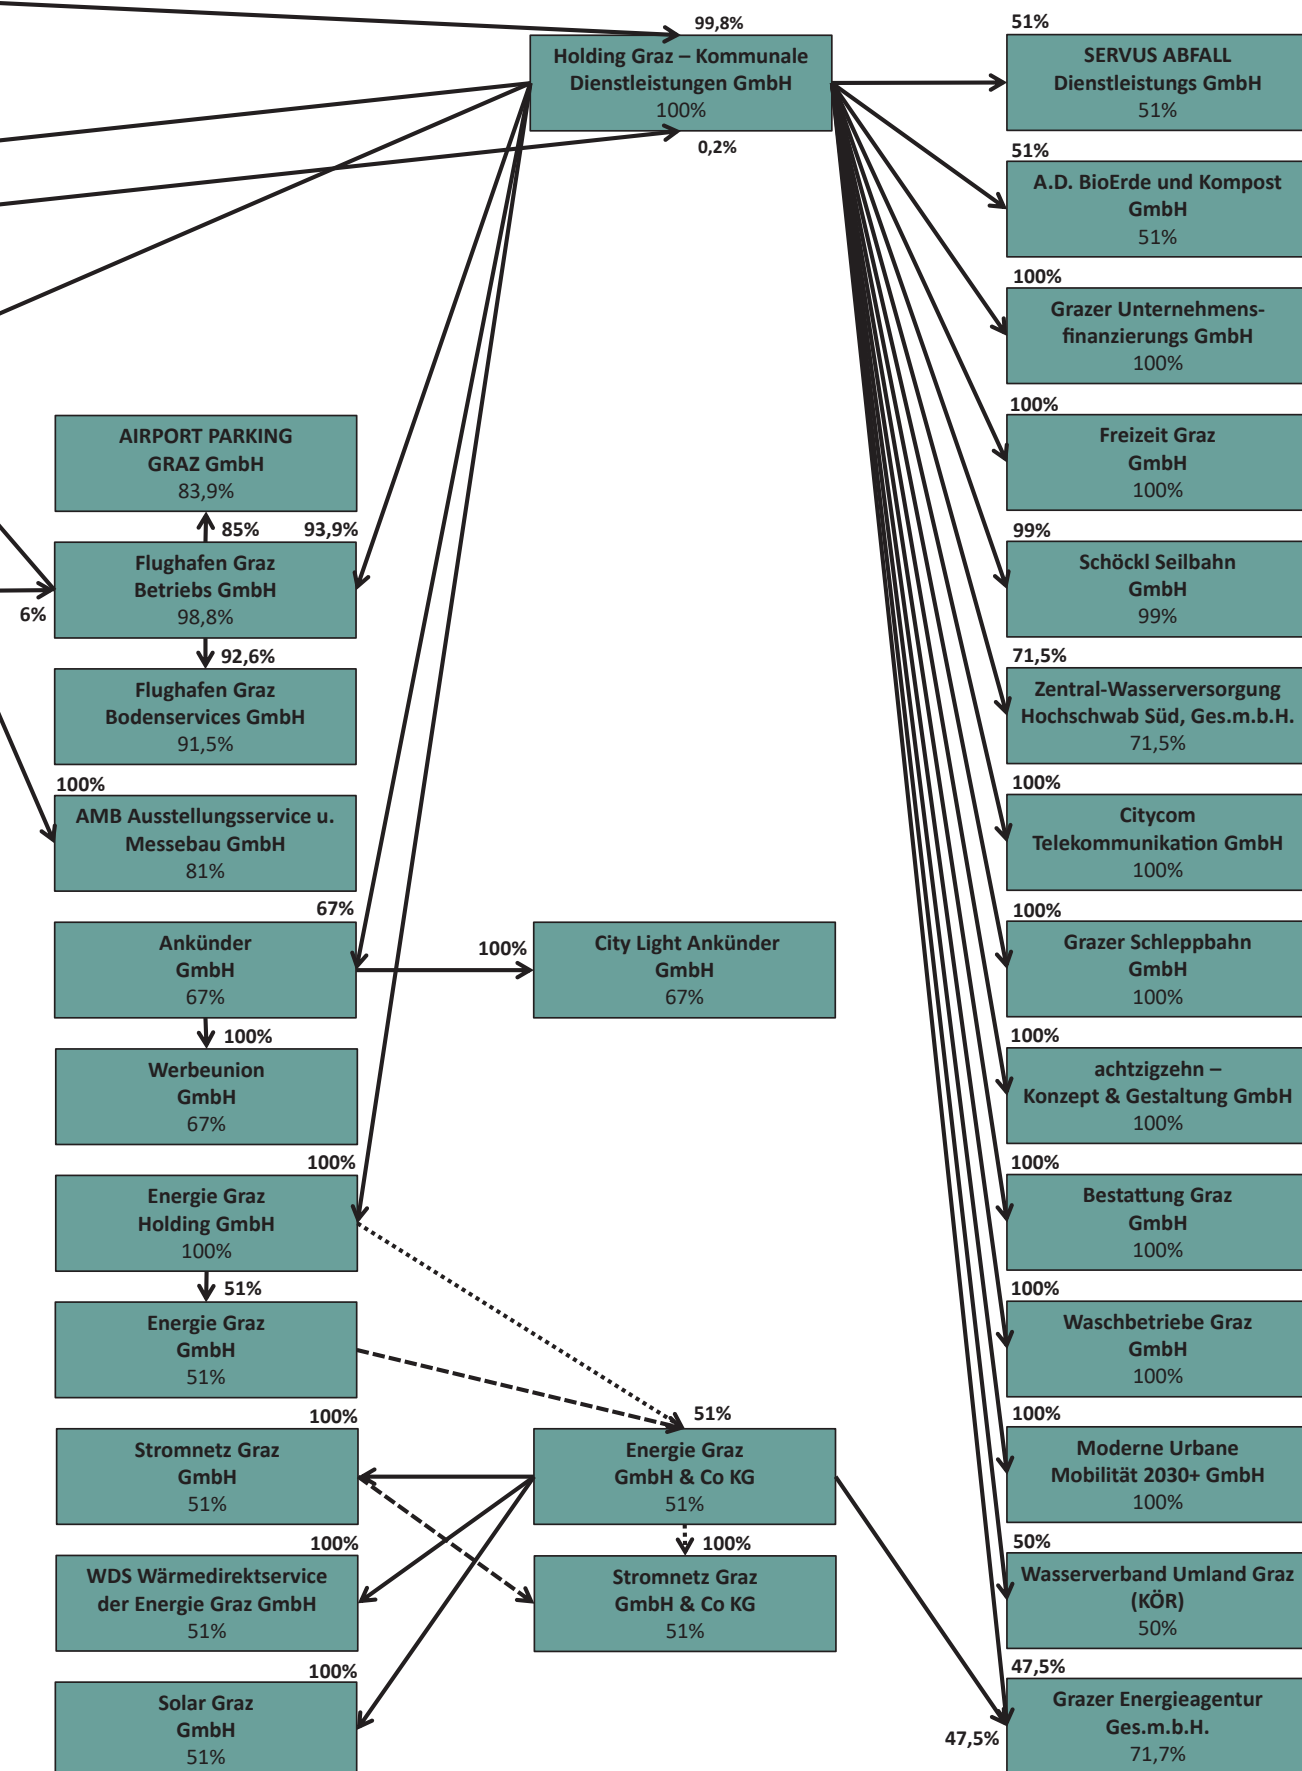 99,8%
Holding Graz – Kommunale
Dienstleistungen GmbH
100%
0,2%
51%
SERVUS ABFALL
Dienstleistungs GmbH
51%
51%
A.D. BioErde und Kompost
GmbH
51%
100%
Grazer Unternehmens-
finanzierungs GmbH
100%
100%
Freizeit Graz
GmbH
100%
99%
Schöckl Seilbahn
GmbH
99%
71,5%
Zentral-Wasserversorgung
Hochschwab Süd, Ges.m.b.H.
71,5%
100%
Citycom
Telekommunikation GmbH
100%
100%
Grazer Schleppbahn
GmbH
100%
100%
achtzigzehn –
Konzept & Gestaltung GmbH
100%
100%
Bestattung Graz
GmbH
100%
100%
Waschbetriebe Graz
GmbH
100%
100%
Moderne Urbane
Mobilität 2030+ GmbH
100%
50%
Wasserverband Umland Graz
(KÖR)
50%
47,5%
Grazer Energieagentur
Ges.m.b.H.
71,7%
47,5%
AIRPORT PARKING
GRAZ GmbH
83,9%
85%
93,9%
Flughafen Graz
Betriebs GmbH
98,8%
6%
92,6%
Flughafen Graz
Bodenservices GmbH
91,5%
100%
AMB Ausstellungsservice u.
Messebau GmbH
81%
67%
Ankünder
GmbH
67%
100%
City Light Ankünder
GmbH
67%
100%
Werbeunion
GmbH
67%
100%
Energie Graz
Holding GmbH
100%
51%
Energie Graz
GmbH
51%
51%
Energie Graz
GmbH & Co KG
51%
100%
Stromnetz Graz
GmbH
51%
100%
Stromnetz Graz
GmbH & Co KG
51%
100%
WDS Wärmedirektservice
der Energie Graz GmbH
51%
100%
Solar Graz
GmbH
51%